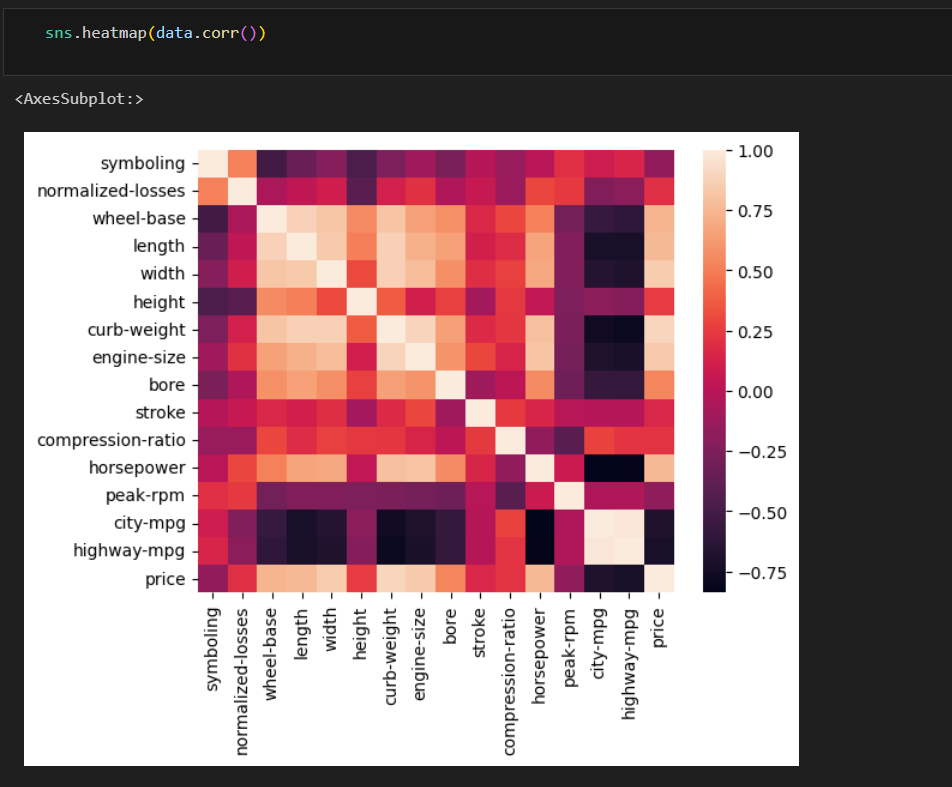 sns.heatmap(data.corr())
<AxesSubplot:>
symboling
normalized-losses
wheel-base
length
width
height
curb-weight
engine-size
bore
stroke
compression-ratio
horsepower
peak-rpm
city-mpg
highway-mpg
price
symboling
normalized-losses
wheel-base
length
width
height
curb-weight
engine-size
bore
stroke
compression-ratio
horsepower
peak-rpm
city-mpg
highway-mpg
price
1.00
0.75
0.50
0.25
0.00
−0.25
−0.50
−0.75